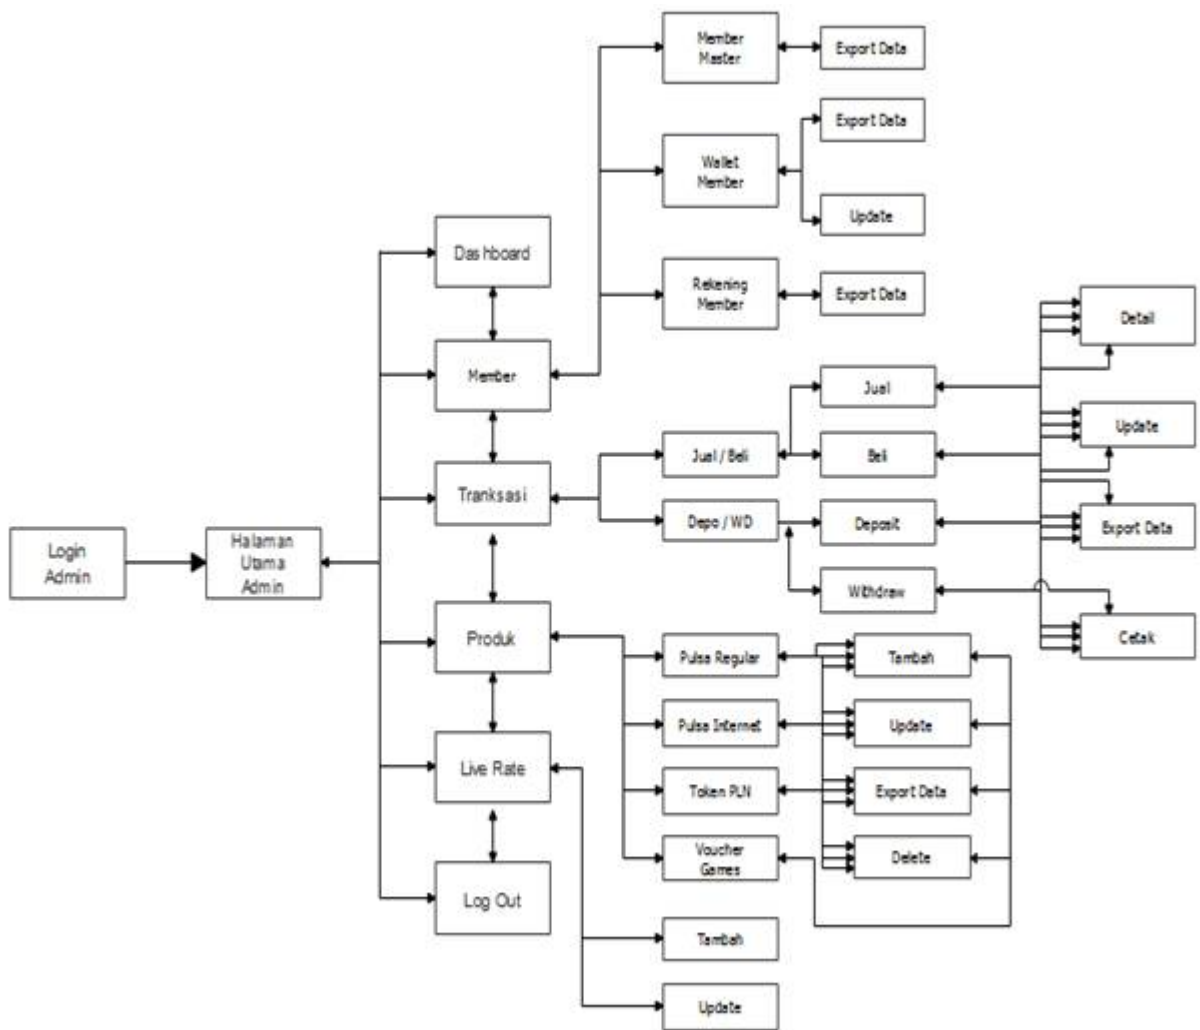 Login
Admin
Halaman
Utama
Admin
Dashboard
Member
Tranksasi
Produk
Live Rate
Log Out
Member
Master
Export Data
Wallet
Member
Export Data
Update
Rekening
Member
Export Data
Jual / Beli
Jual
Beli
Depo / WD
Deposit
Withdraw
Detail
Update
Export Data
Cetak
Pulsa Regular
Pulsa Internet
Token PLN
Voucher
Games
Tambah
Update
Export Data
Delete
Tambah
Update